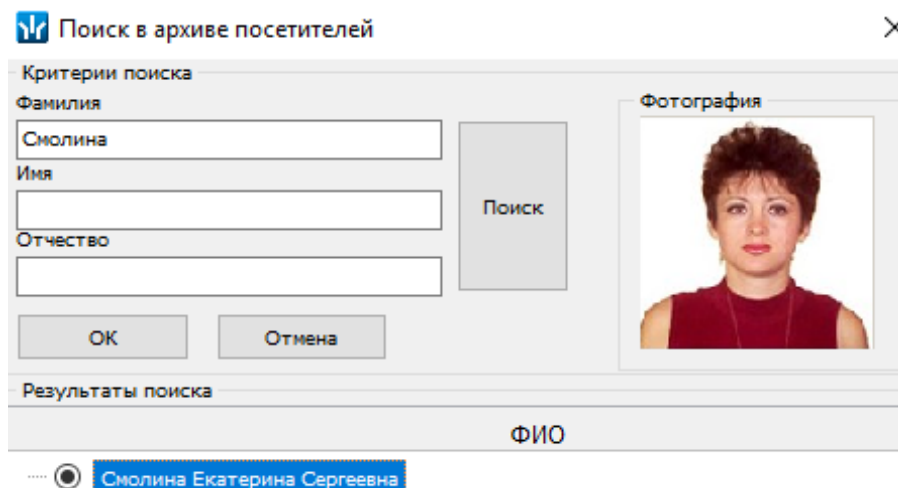 Поиск в архиве посетителей
Критерии поиска
Фамилия
Фотография
Смолина
Имя
Поиск
Отчество
ОК
Отмена
Результаты поиска
ФИО
Смолина Екатерина Сергеевна